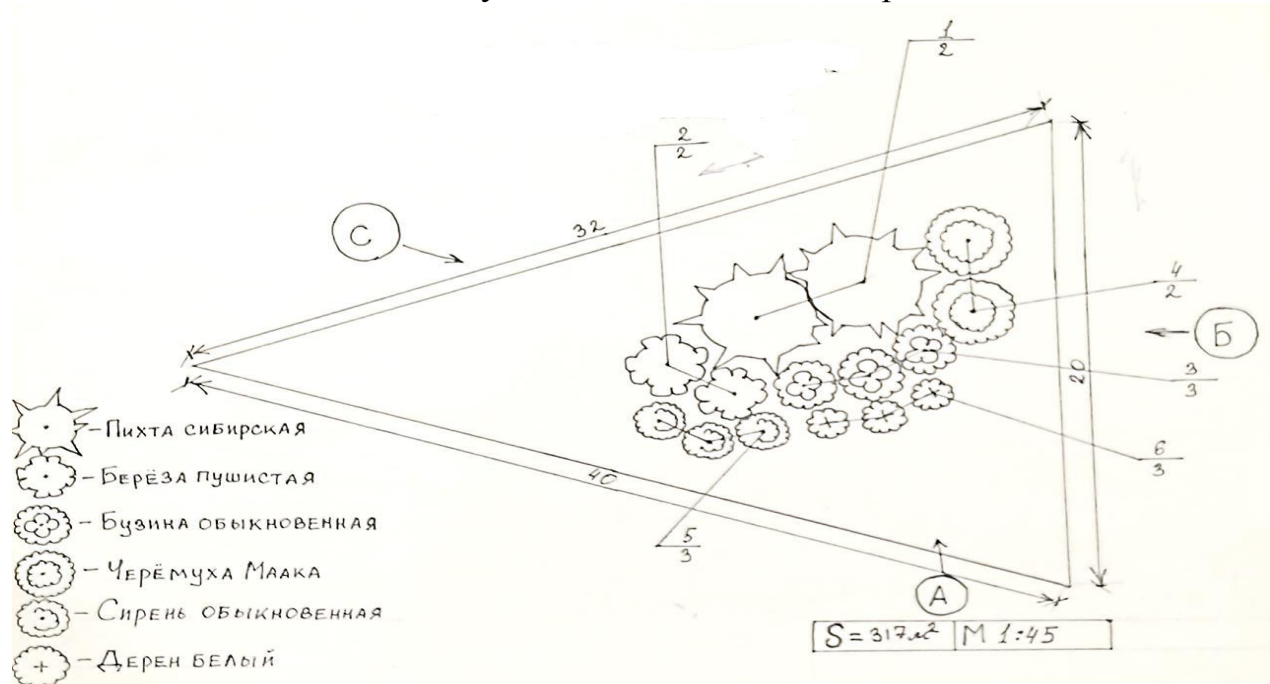 1
2
2
2
32
С
4
2
Б
20
3
3
– Пихта сибирская
40
6
3
– Берёза пушистая
– Бузина обыкновенная
5
3
– Черёмуха Маака
А
– Сирень обыкновенная
S = 317 м² М 1:45
– Дерен белый